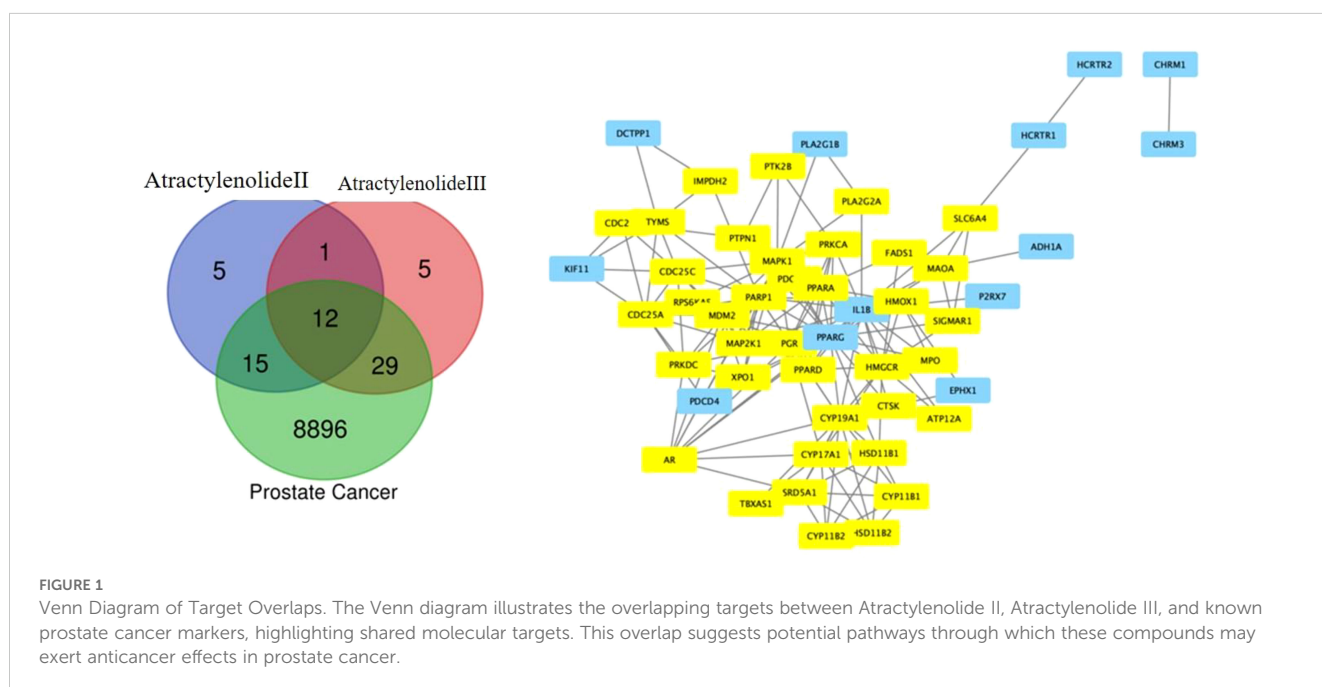 AtractylenolideII
AtractylenolideIII
5
1
5
12
15
29
8896
Prostate Cancer
HCRTR2
CHRM1
DCTPP1
PLA2G1B
HCRTR1
CHRM3
PTK2B
IMPDH2
PLA2G2A
CDC2
TYMS
SLC6A4
PTPN1
PRKCA
ADH1A
KIF11
CDC25C
MAPK1
FADS1
MAOA
PDC
PPARA
PARP1
HMOX1
P2RX7
CDC25A
MDM2
IL1B
SIGMAR1
MAP2K1
PGR
PPARG
PRKDC
XPO1
PPARD
HMGCR
MPO
PDCD4
EPHX1
CTSK
CYP19A1
ATP12A
AR
CYP17A1
HSD11B1
TBXAS1
SRD5A1
CYP11B1
CYP11B2
HSD11B2
FIGURE 1
Venn Diagram of Target Overlaps. The Venn diagram illustrates the overlapping targets between Atractylenolide II, Atractylenolide III, and known
prostate cancer markers, highlighting shared molecular targets. This overlap suggests potential pathways through which these compounds may
exert anticancer effects in prostate cancer.